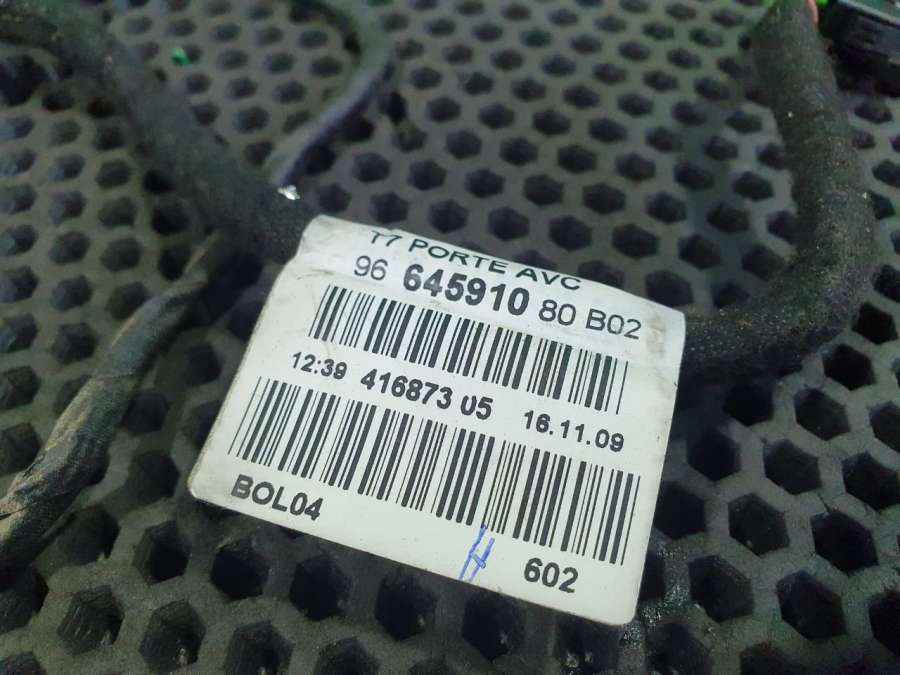 T7 PORTE AVC
96 645910 80 B02
12:39 416873 05 16.11.09
BOL04
602